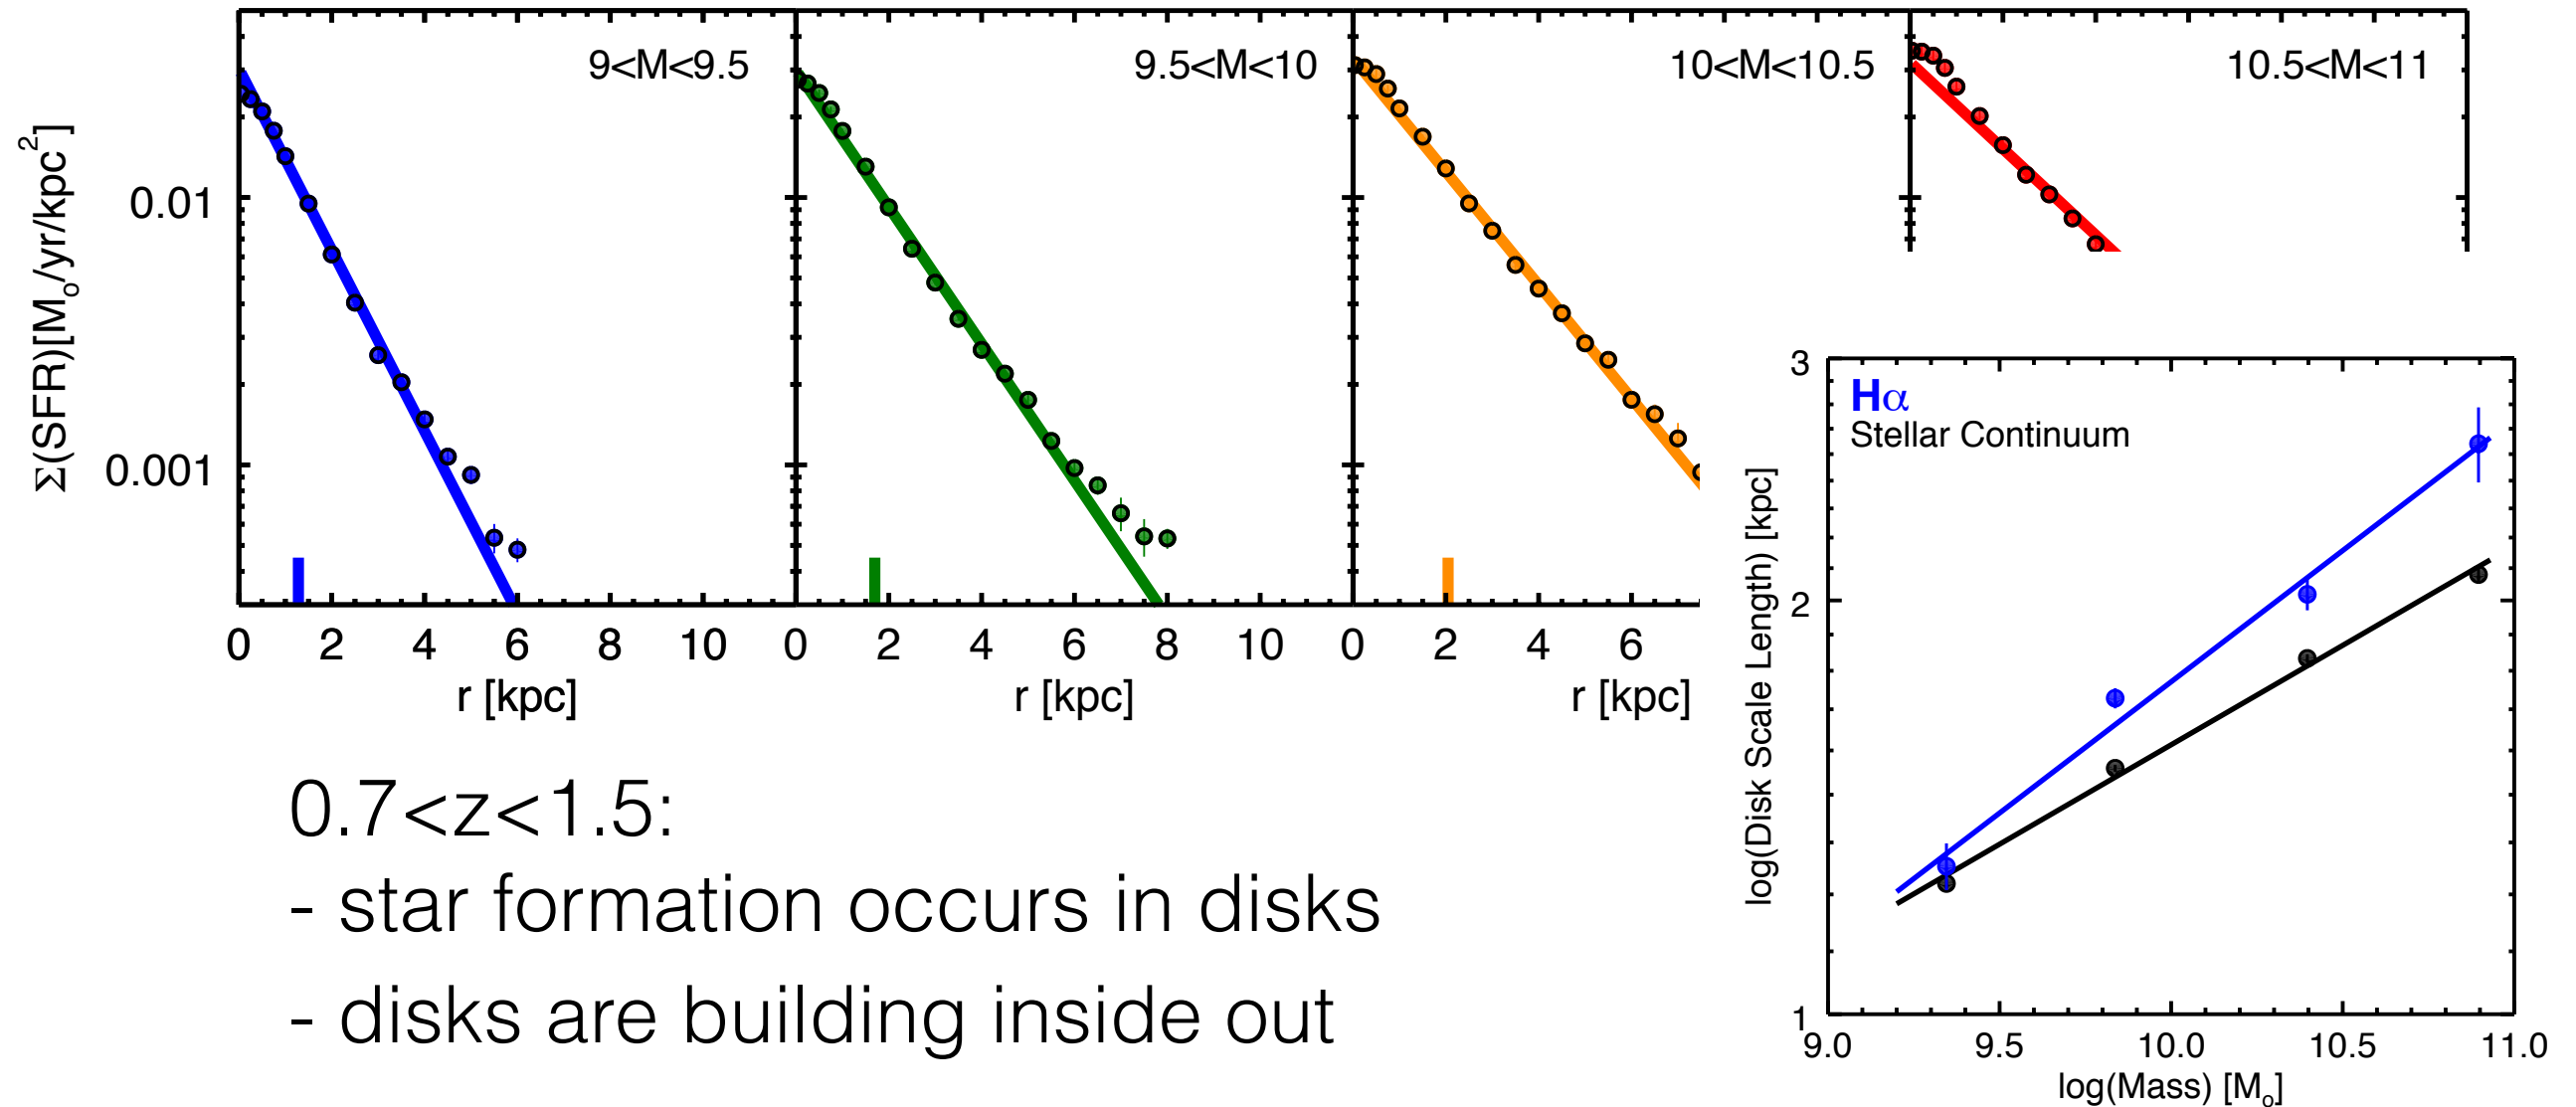 9<M<9.5
9.5<M<10
10<M<10.5
10.5<M<11
Σ(SFR)[Mₒ/yr/kpc²]
0.01
0.001
0 2 4 6 8 10
0 2 4 6 8 10
0 2 4 6
r [kpc]
r [kpc]
r [kpc]
0.7<z<1.5:
- star formation occurs in disks
- disks are building inside out
Hα
Stellar Continuum
log(Disk Scale Length) [kpc]
3
2
1
9.0 9.5 10.0 10.5 11.0
log(Mass) [Mₒ]